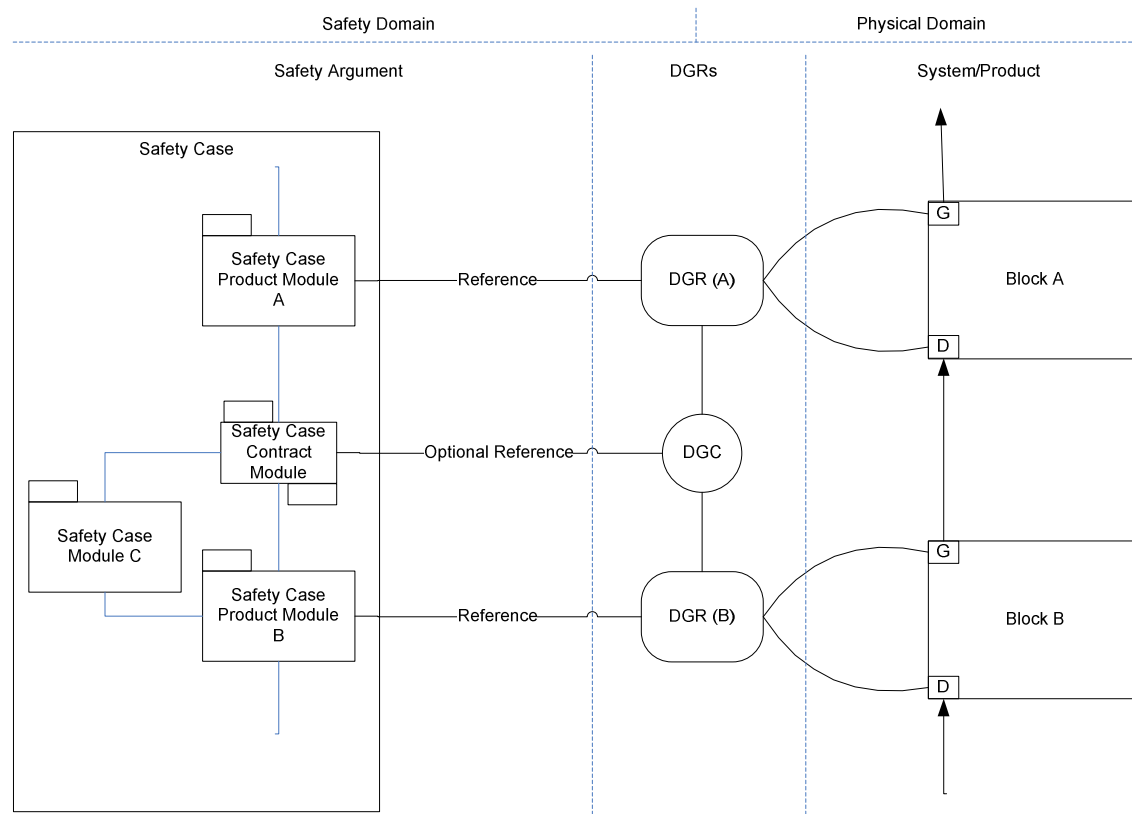 Safety Domain
Physical Domain
Safety Argument
DGRs
System/Product
Safety Case
G
Safety Case
Product Module
A
Reference
DGR (A)
Block A
D
Safety Case
Contract
Module
Optional Reference
DGC
Safety Case
Module C
G
Safety Case
Product Module
B
Reference
DGR (B)
Block B
D